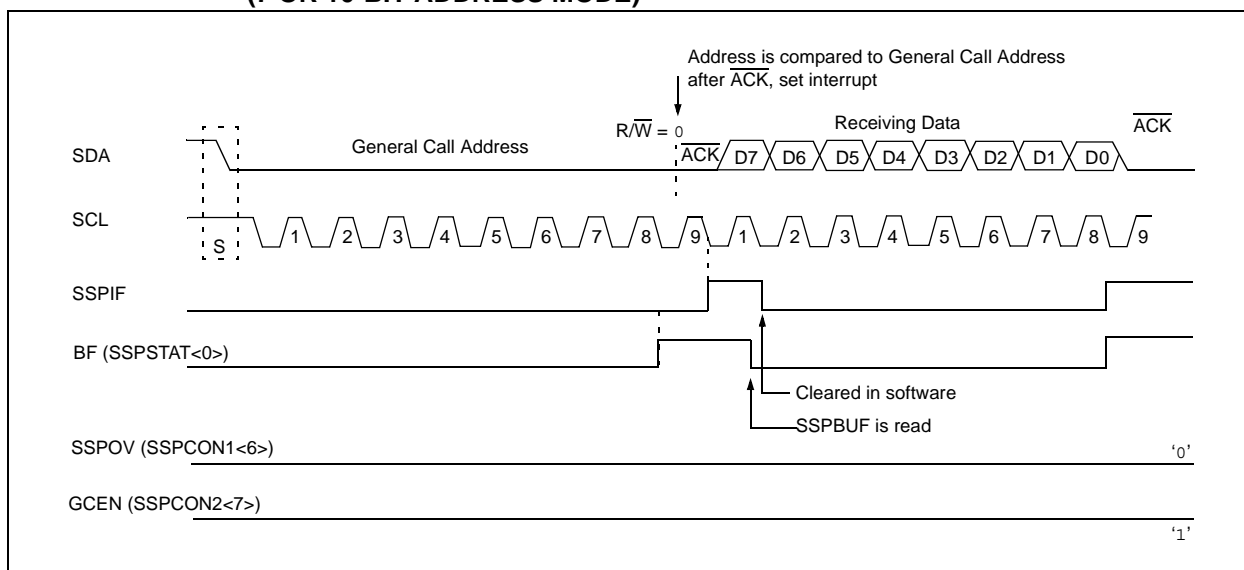 Address is compared to General Call Address
after ACK, set interrupt
R/W = 0
Receiving Data
ACK
SDA
General Call Address
ACK D7 D6 D5 D4 D3 D2 D1 D0
SCL
S
1 2 3 4 5 6 7 8 9 1 2 3 4 5 6 7 8 9
SSPIF
BF (SSPSTAT<0>)
Cleared in software
SSPBUF is read
SSPOV (SSPCON1<6>)
‘0’
GCEN (SSPCON2<7>)
‘1’